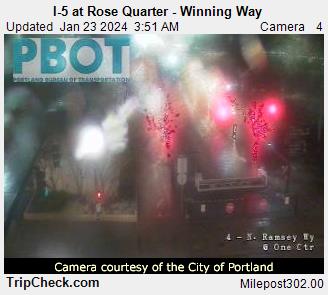 I-5 at Rose Quarter - Winning Way
Updated Jan 23 2024 3:51 AM Camera 4
PBOT
PORTLAND BUREAU OF TRANSPORTATION
4 - N. Ramsey Wy
@ One Ctr
Camera courtesy of the City of Portland
TripCheck.com Milepost302.00